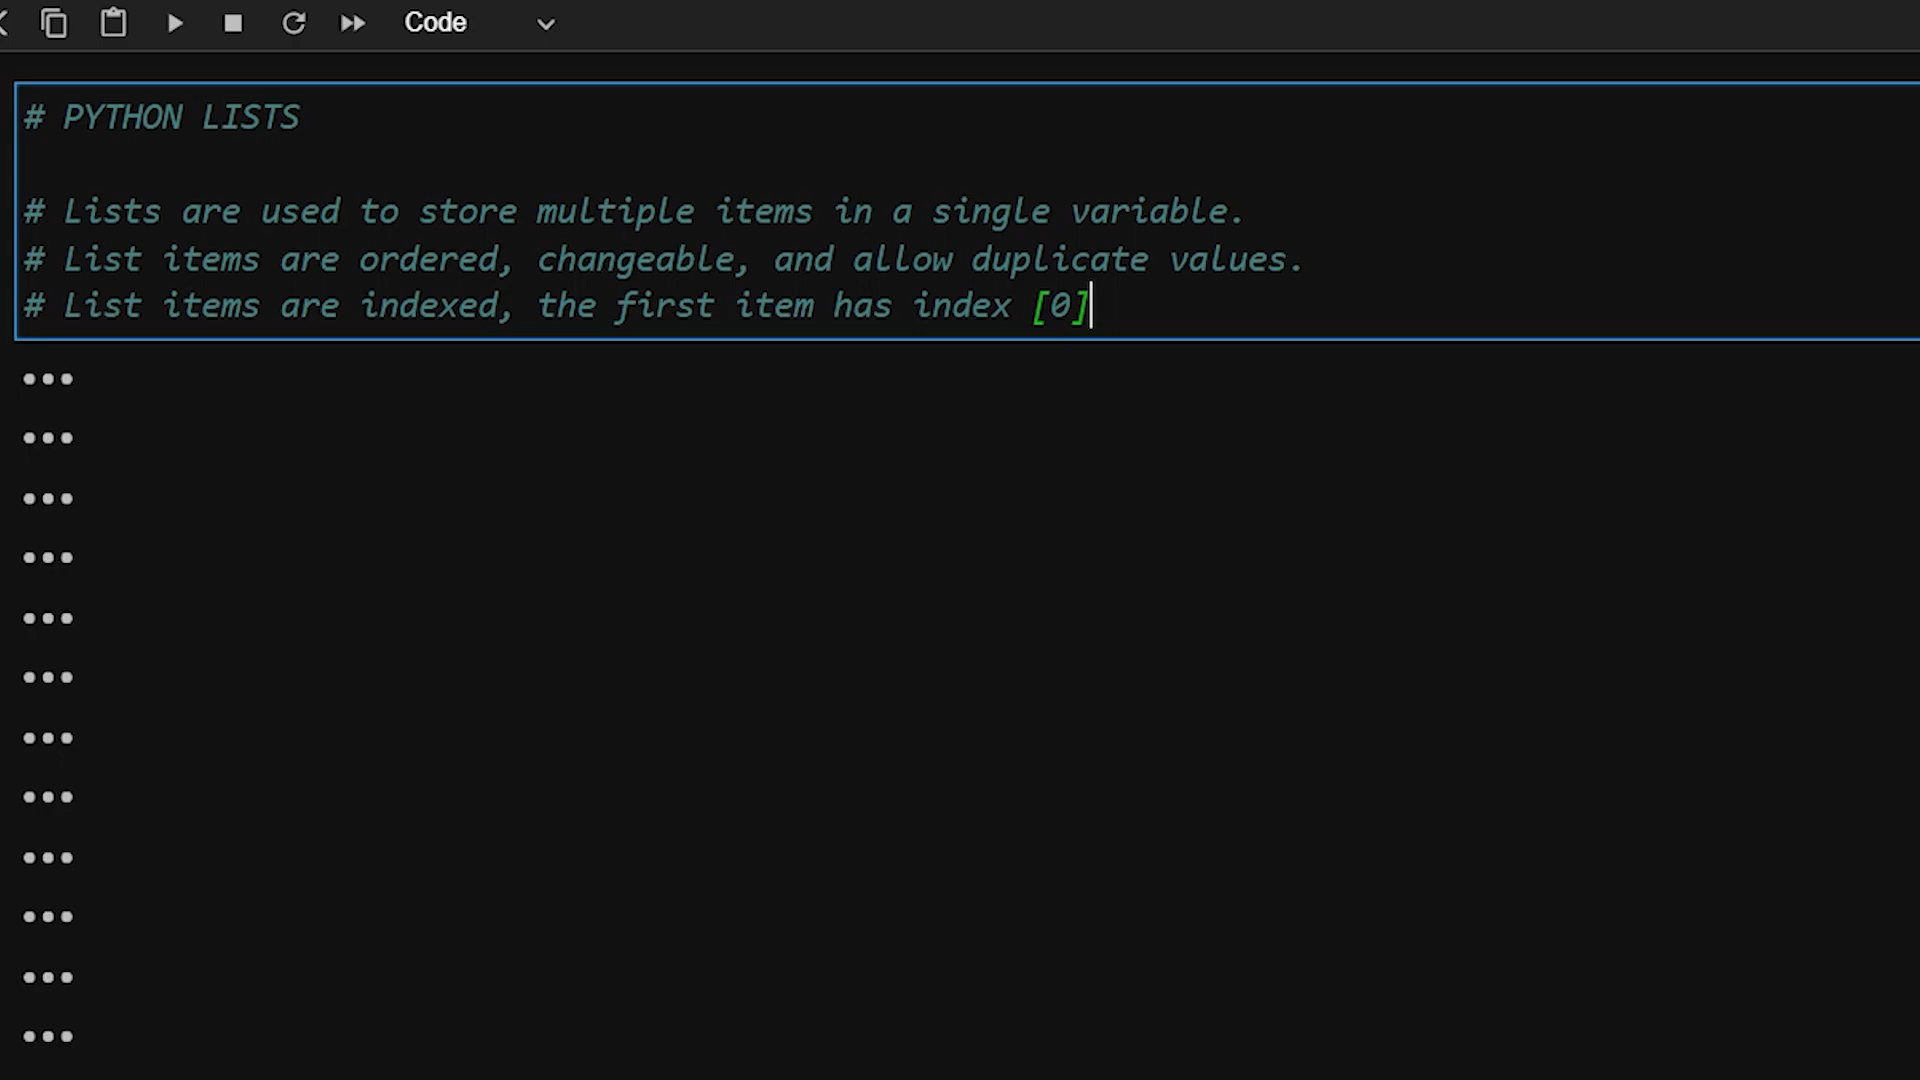 Code
# PYTHON LISTS
# Lists are used to store multiple items in a single variable.
# List items are ordered, changeable, and allow duplicate values.
# List items are indexed, the first item has index [0]